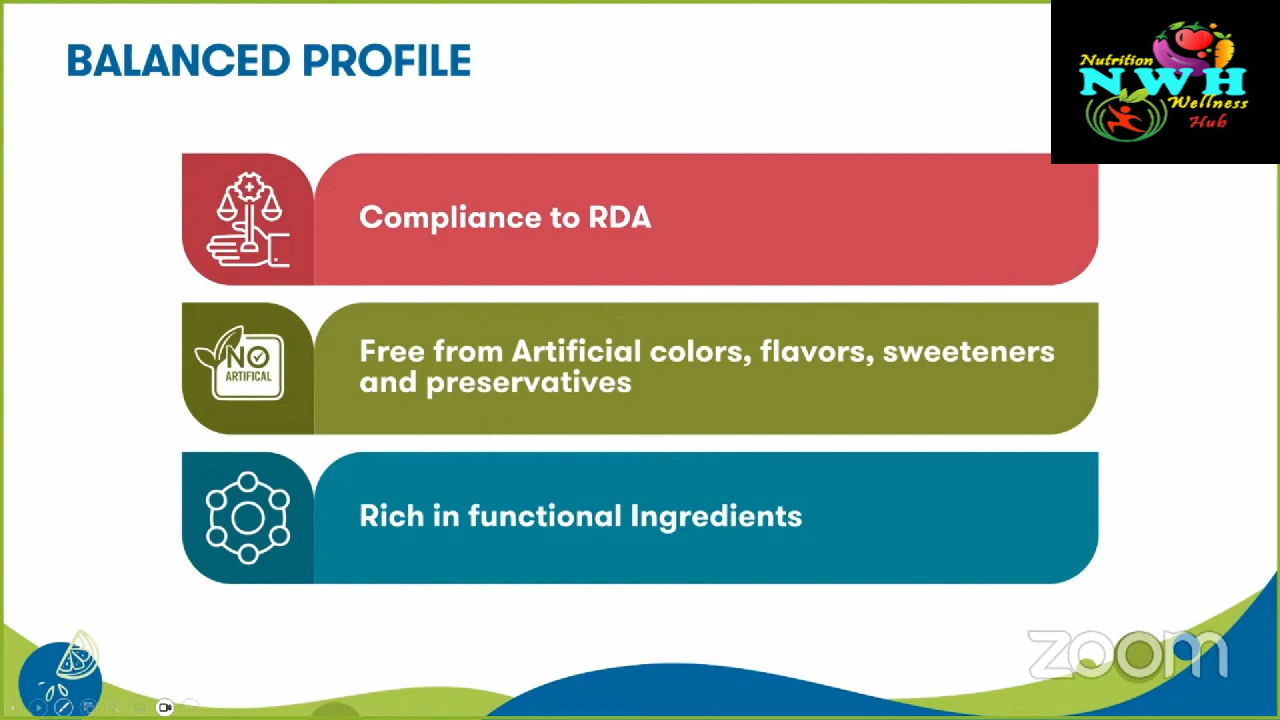 BALANCED PROFILE
Nutrition
NWH
Wellness
Hub
Compliance to RDA
NO
ARTIFICAL
Free from Artificial colors, flavors, sweeteners
and preservatives
Rich in functional Ingredients
zoom